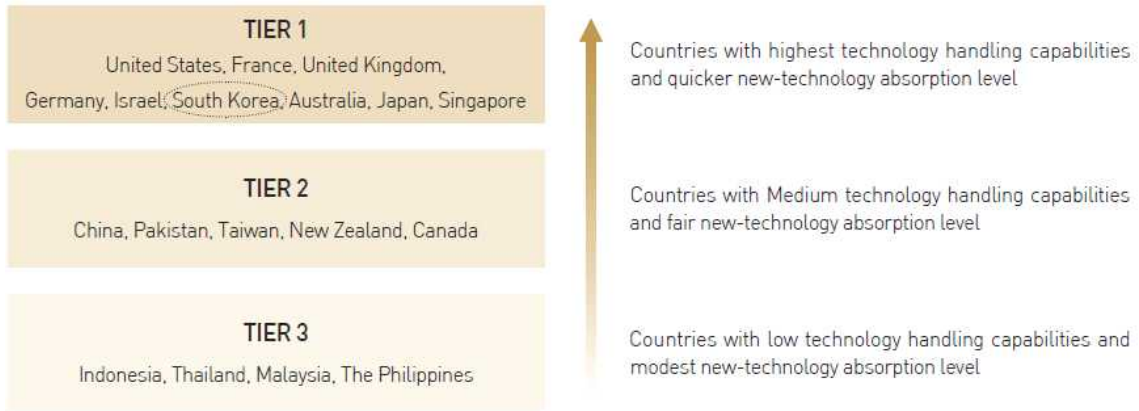 TIER 1
United States, France, United Kingdom,
Germany, Israel, South Korea, Australia, Japan, Singapore
Countries with highest technology handling capabilities
and quicker new-technology absorption level
TIER 2
China, Pakistan, Taiwan, New Zealand, Canada
Countries with Medium technology handling capabilities
and fair new-technology absorption level
TIER 3
Indonesia, Thailand, Malaysia, The Philippines
Countries with low technology handling capabilities and
modest new-technology absorption level